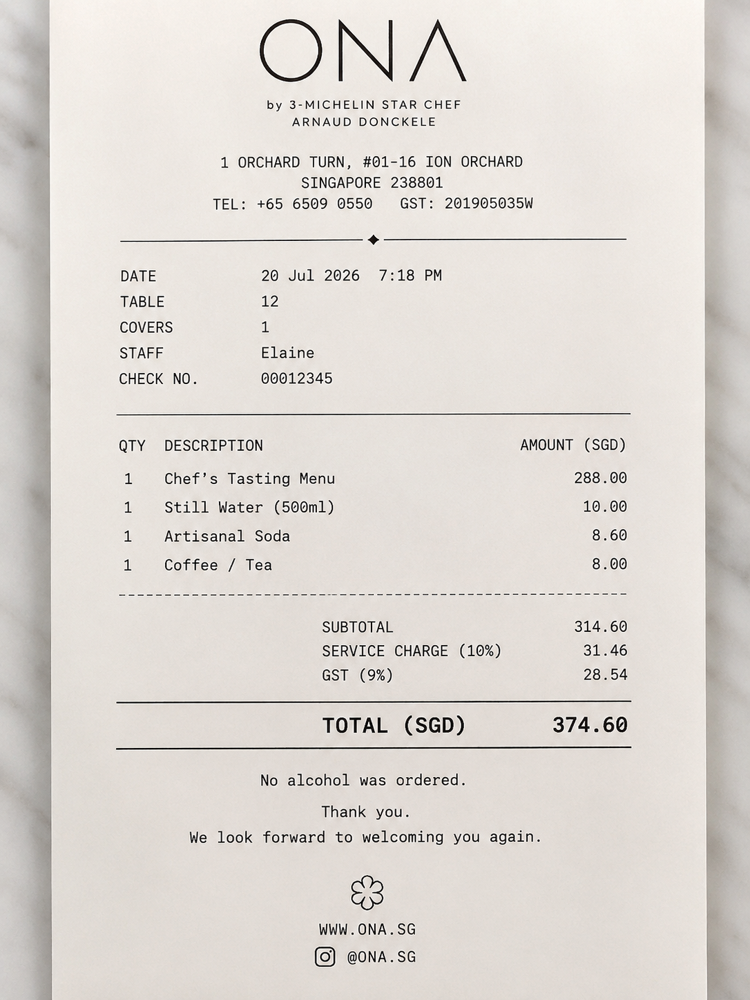 ONA
by 3-MICHELIN STAR CHEF
ARNAUD DONCKELE
1 ORCHARD TURN, #01-16 ION ORCHARD
SINGAPORE 238801
TEL: +65 6509 0550 GST: 201905035W
DATE 20 Jul 2026 7:18 PM
TABLE 12
COVERS 1
STAFF Elaine
CHECK NO. 00012345
QTY DESCRIPTION AMOUNT (SGD)
1 Chef’s Tasting Menu 288.00
1 Still Water (500ml) 10.00
1 Artisanal Soda 8.60
1 Coffee / Tea 8.00
SUBTOTAL 314.60
SERVICE CHARGE (10%) 31.46
GST (9%) 28.54
TOTAL (SGD) 374.60
No alcohol was ordered.
Thank you.
We look forward to welcoming you again.
WWW.ONA.SG
@ONA.SG